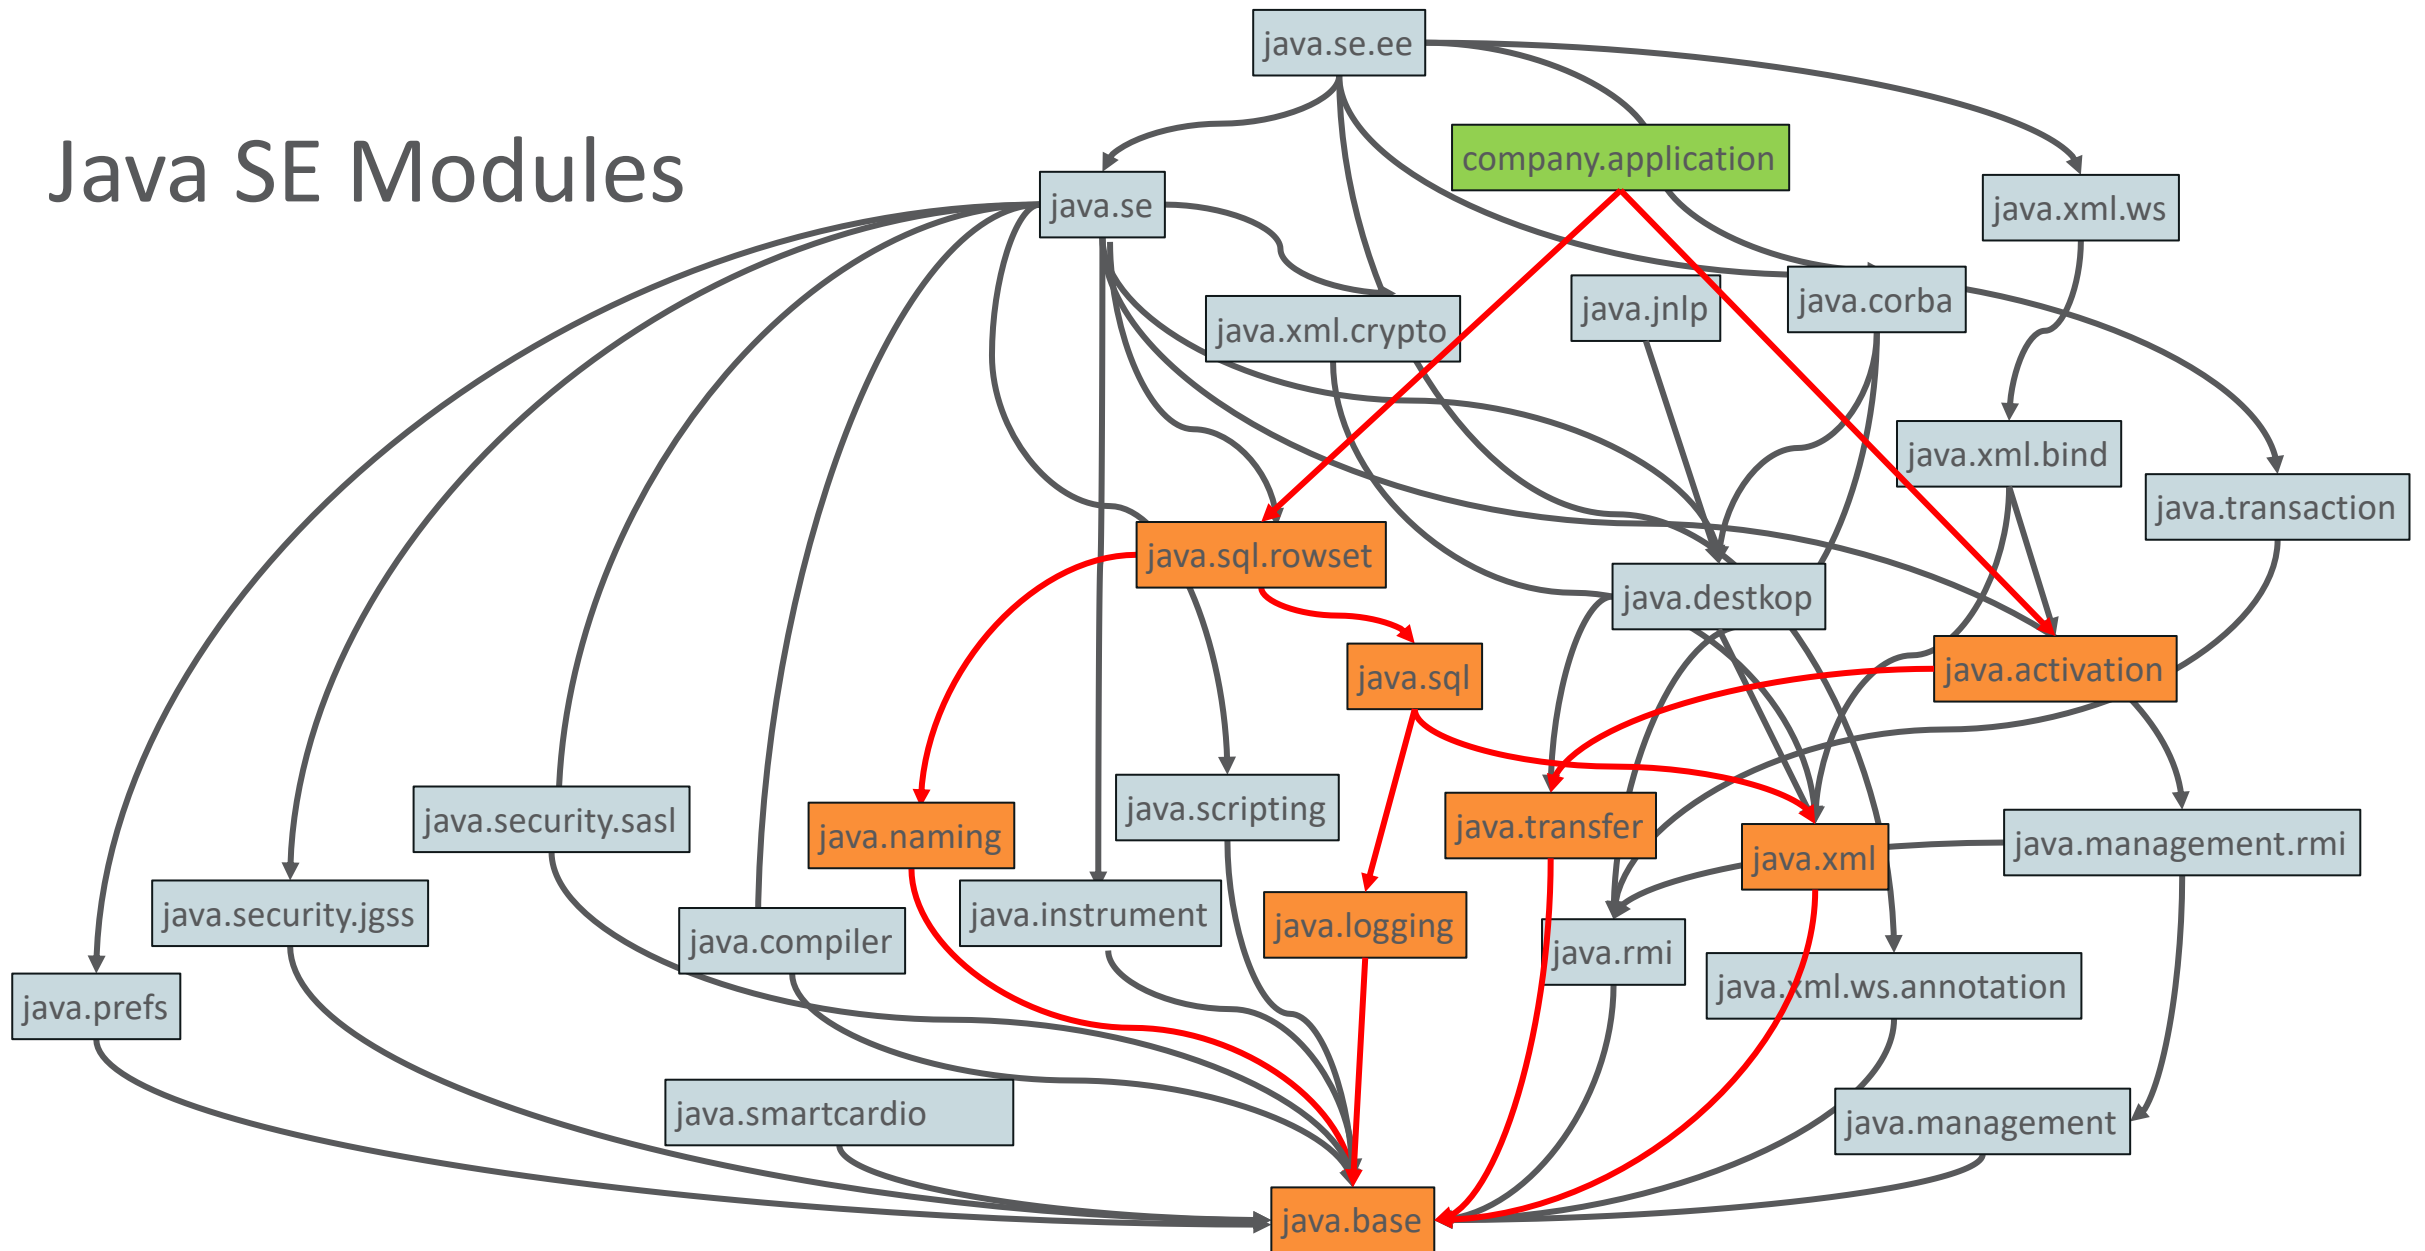 java.se.ee
Java SE Modules
company.application
java.se
java.xml.ws
java.xml.crypto
java.jnlp
java.corba
java.xml.bind
java.transaction
java.sql.rowset
java.destkop
java.sql
java.activation
java.security.sasl
java.naming
java.scripting
java.transfer
java.xml
java.management.rmi
java.security.jgss
java.compiler
java.instrument
java.logging
java.rmi
java.xml.ws.annotation
java.prefs
java.smartcardio
java.management
java.base